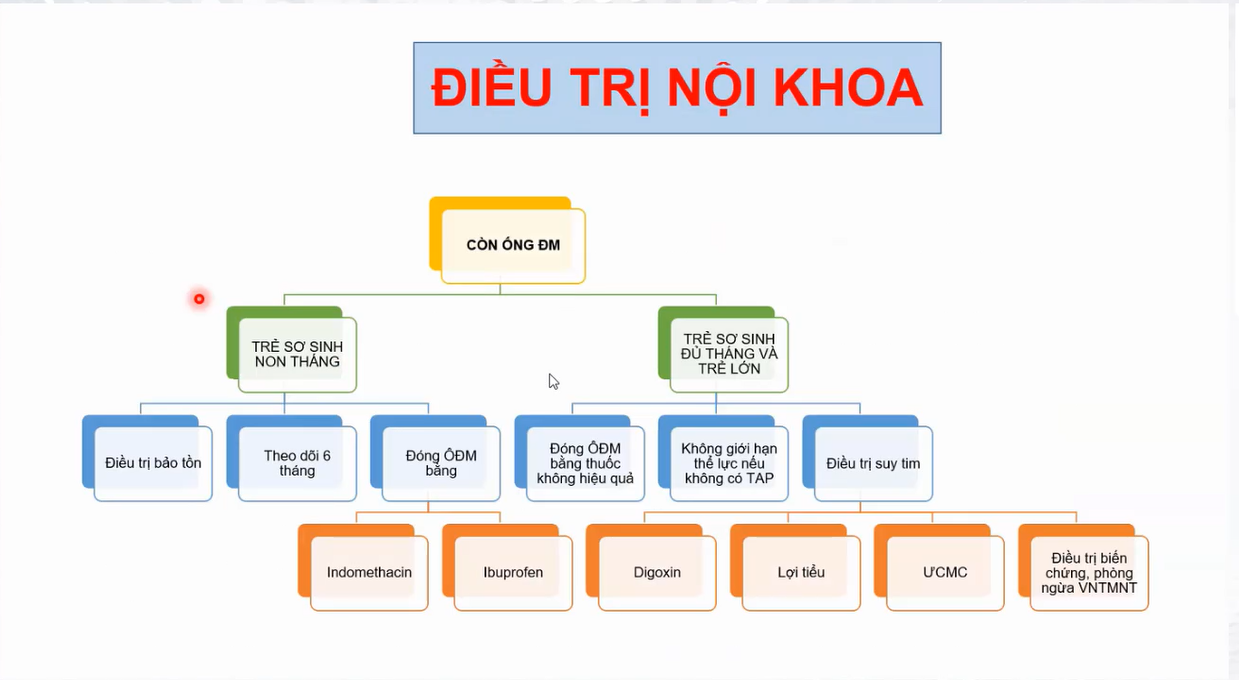 ĐIỀU TRỊ NỘI KHOA
CÒN ỐNG ĐM
TRẺ SƠ SINH
NON THÁNG
TRẺ SƠ SINH
ĐỦ THÁNG VÀ
TRẺ LỚN
Điều trị bảo tồn
Theo dõi 6
tháng
Đóng ÔĐM
bằng
Đóng ÔĐM
bằng thuốc
không hiệu quả
Không giới hạn
thể lực nếu
không có TAP
Điều trị suy tim
Indomethacin
Ibuprofen
Digoxin
Lợi tiểu
ƯCMC
Điều trị biến
chứng, phòng
ngừa VNTMNT